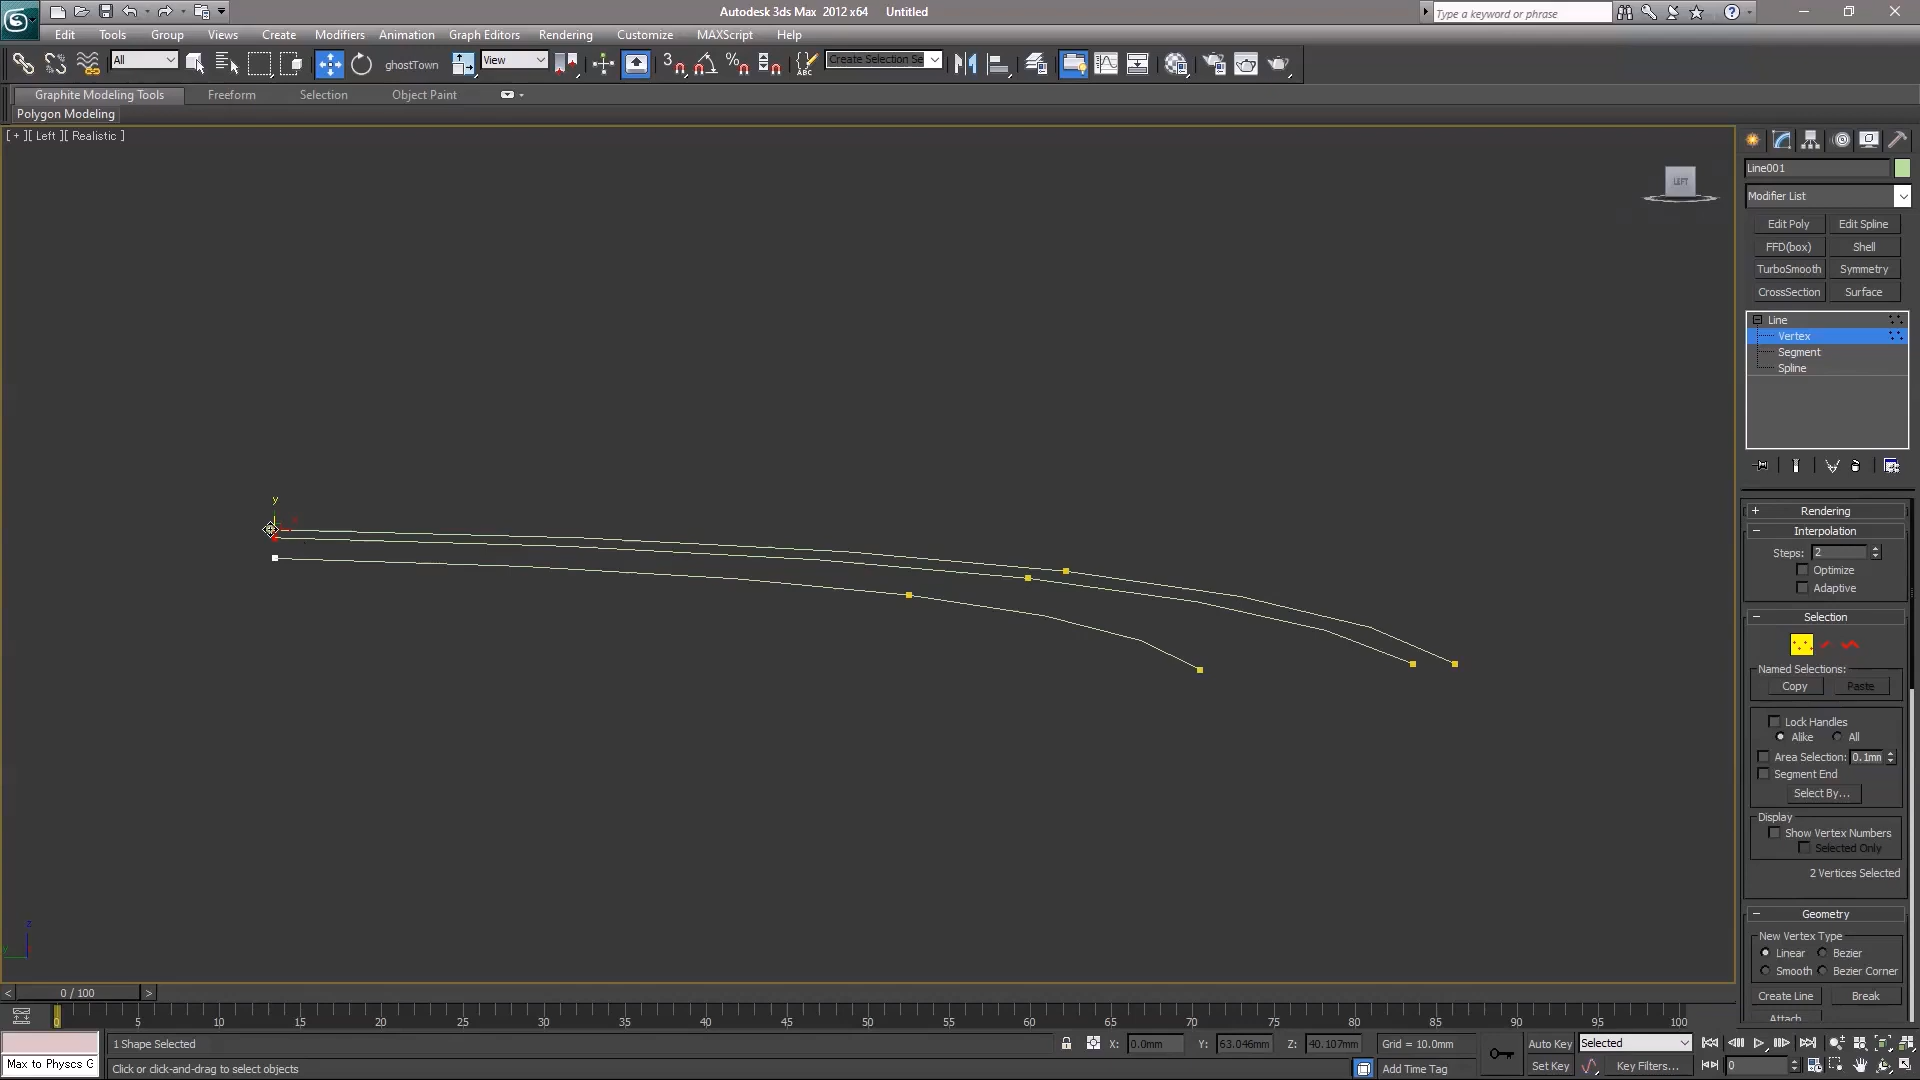 Autodesk 3ds Max 2012 x64 Untitled
Type a keyword or phrase
Edit Tools Group Views Create Modifiers Animation Graph Editors Rendering Customize MAXScript Help
All ghostTown View 3 ABC Create Selection Se
Graphite Modeling Tools Freeform Selection Object Paint
Polygon Modeling
[ + ][ Left ][ Realistic ]
LEFT
Line001
Modifier List
Edit Poly Edit Spline
FFD(box) Shell
TurboSmooth Symmetry
CrossSection Surface
Line
Vertex
Segment
Spline
y
Rendering
Interpolation
Steps: 2
Optimize
Adaptive
Selection
Named Selections:
Copy Paste
Lock Handles
Alike All
Area Selection: 0.1mm
Segment End
Select By...
Display
Show Vertex Numbers
Selected Only
2 Vertices Selected
Geometry
New Vertex Type
Linear Bezier
Smooth Bezier Corner
Create Line Break
Attach
z
y
< 0 / 100 >
5 10 15 20 25 30 35 40 45 50 55 60 65 70 75 80 85 90 95 100
1 Shape Selected X: 0.0mm Y: 63.046mm Z: 40.107mm Grid = 10.0mm Auto Key Selected
Max to Physcs G Click or click-and-drag to select objects Add Time Tag Set Key Key Filters... 0